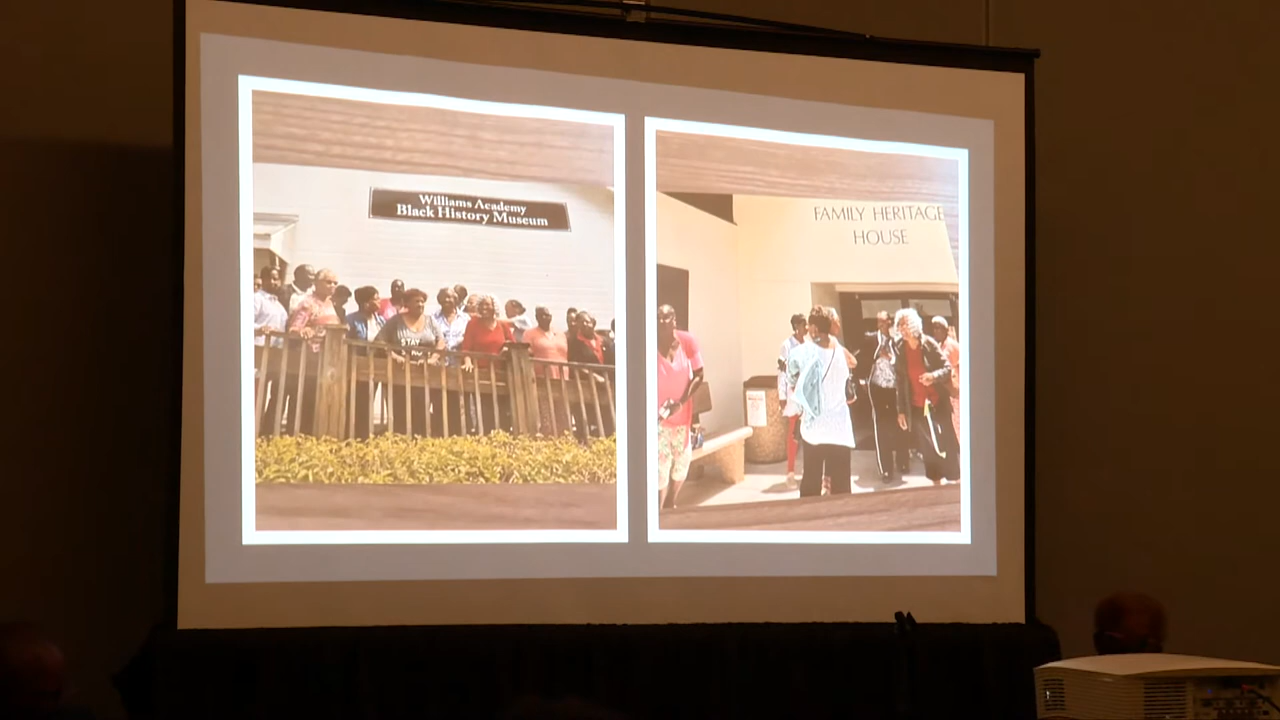 Williams Academy
Black History Museum
STAY
FAMILY HERITAGE
HOUSE